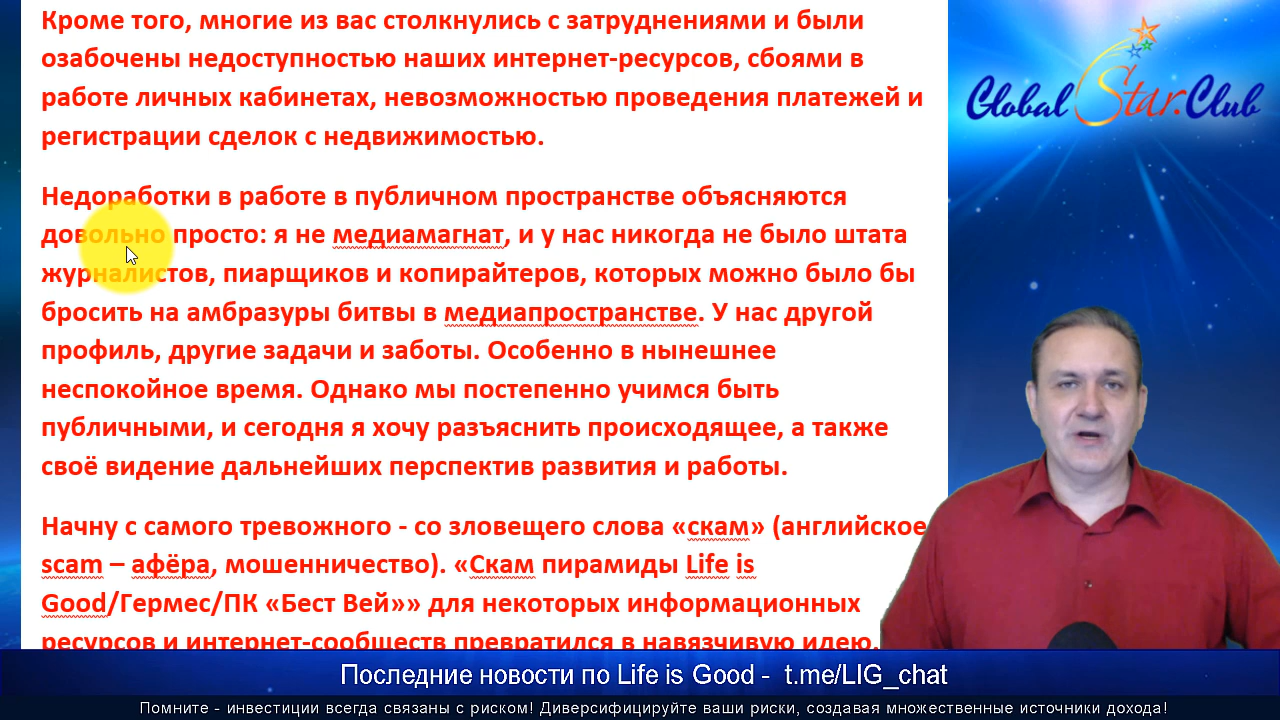 Кроме того, многие из вас столкнулись с затруднениями и были
озабочены недоступностью наших интернет-ресурсов, сбоями в
работе личных кабинетах, невозможностью проведения платежей и
регистрации сделок с недвижимостью.
Недоработки в работе в публичном пространстве объясняются
довольно просто: я не медиамагнат, и у нас никогда не было штата
журналистов, пиарщиков и копирайтеров, которых можно было бы
бросить на амбразуры битвы в медиапространстве. У нас другой
профиль, другие задачи и заботы. Особенно в нынешнее
неспокойное время. Однако мы постепенно учимся быть
публичными, и сегодня я хочу разъяснить происходящее, а также
своё видение дальнейших перспектив развития и работы.
Начну с самого тревожного - со зловещего слова «скам» (английское
scam – афёра, мошенничество). «Скам пирамиды Life is
Good/Гермес/ПК «Бест Вей»» для некоторых информационных
ресурсов и интернет-сообществ превратился в навязчивую идею.
Global Star.Club
Последние новости по Life is Good - t.me/LIG_chat
Помните - инвестиции всегда связаны с риском! Диверсифицируйте ваши риски, создавая множественные источники дохода!